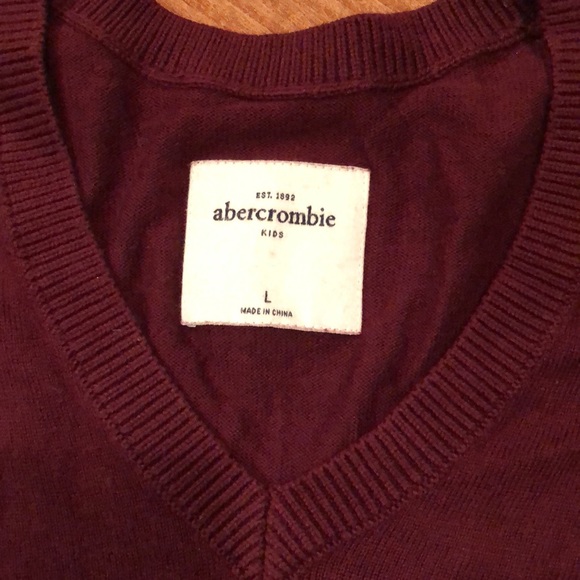 EST. 1892
abercrombie
KIDS
L
MADE IN CHINA